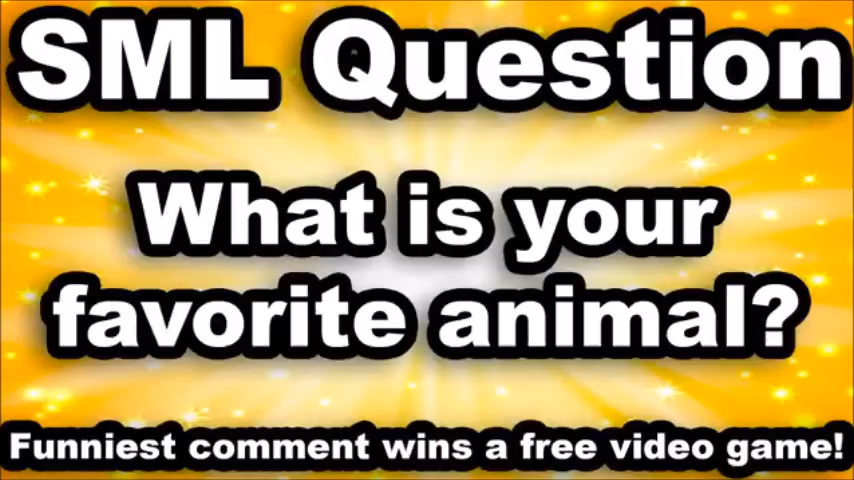 SML Question
What is your
favorite animal?
Funniest comment wins a free video game!